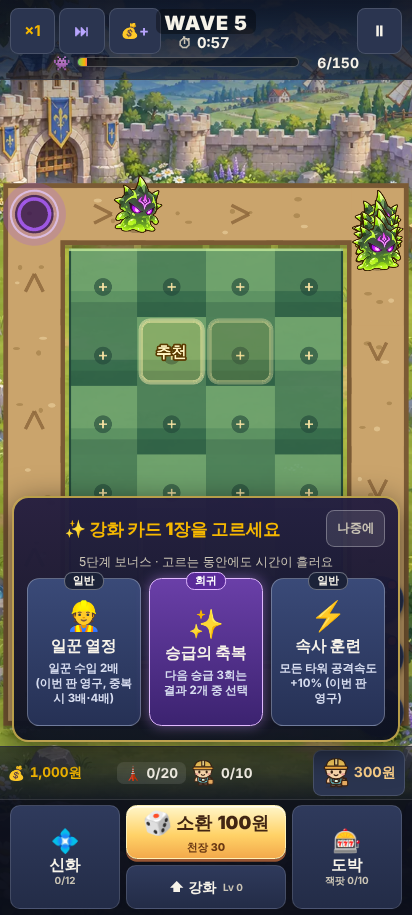 ×1
WAVE 5
0:57
6/150
추천
✨ 강화 카드 1장을 고르세요
나중에
5단계 보너스 · 고르는 동안에도 시간이 흘러요
일반
일꾼 열정
일꾼 수입 2배
(이번 판 영구, 중복
시 3배·4배)
희귀
승급의 축복
다음 승급 3회는
결과 2개 중 선택
일반
속사 훈련
모든 타워 공격속도
+10% (이번 판
영구)
1,000원
0/20
0/10
300원
신화
0/12
소환 100원
천장 30
강화 Lv 0
도박
잭팟 0/10